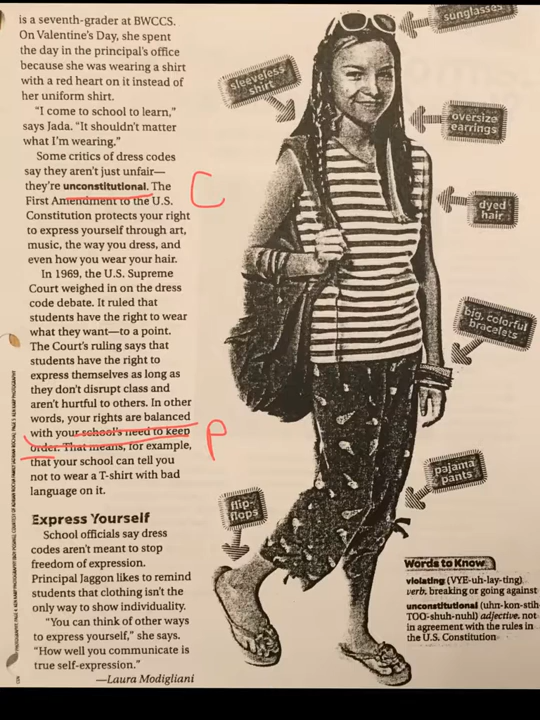 is a seventh-grader at BWCCS.
On Valentine's Day, she spent
the day in the principal's office
because she was wearing a shirt
with a red heart on it instead of
her uniform shirt.
"I come to school to learn,"
says Jada. "It shouldn't matter
what I'm wearing."
Some critics of dress codes
say they aren't just unfair—
they're unconstitutional. The
First Amendment to the U.S.
Constitution protects your right
to express yourself through art,
music, the way you dress, and
even how you wear your hair.
In 1969, the U.S. Supreme
Court weighed in on the dress
code debate. It ruled that
students have the right to wear
what they want—to a point.
The Court's ruling says that
students have the right to
express themselves as long as
they don't disrupt class and
aren't hurtful to others. In other
words, your rights are balanced
with your school's need to keep
order. That means, for example,
that your school can tell you
not to wear a T-shirt with bad
language on it.
Express Yourself
School officials say dress
codes aren't meant to stop
freedom of expression.
Principal Jaggon likes to remind
students that clothing isn't the
only way to show individuality.
"You can think of other ways
to express yourself," she says.
"How well you communicate is
true self-expression."
—Laura Modigliani
C
P
sunglasses
sleeveless
shirt
oversize
earrings
dyed
hair
big, colorful
bracelets
pajama
pants
flip-
flops
Words to Know
violating (VYE-uh-lay-ting)
verb. breaking or going against
unconstitutional (uhn-kon-stih-
TOO-shuh-nuhl) adjective. not
in agreement with the rules in
the U.S. Constitution